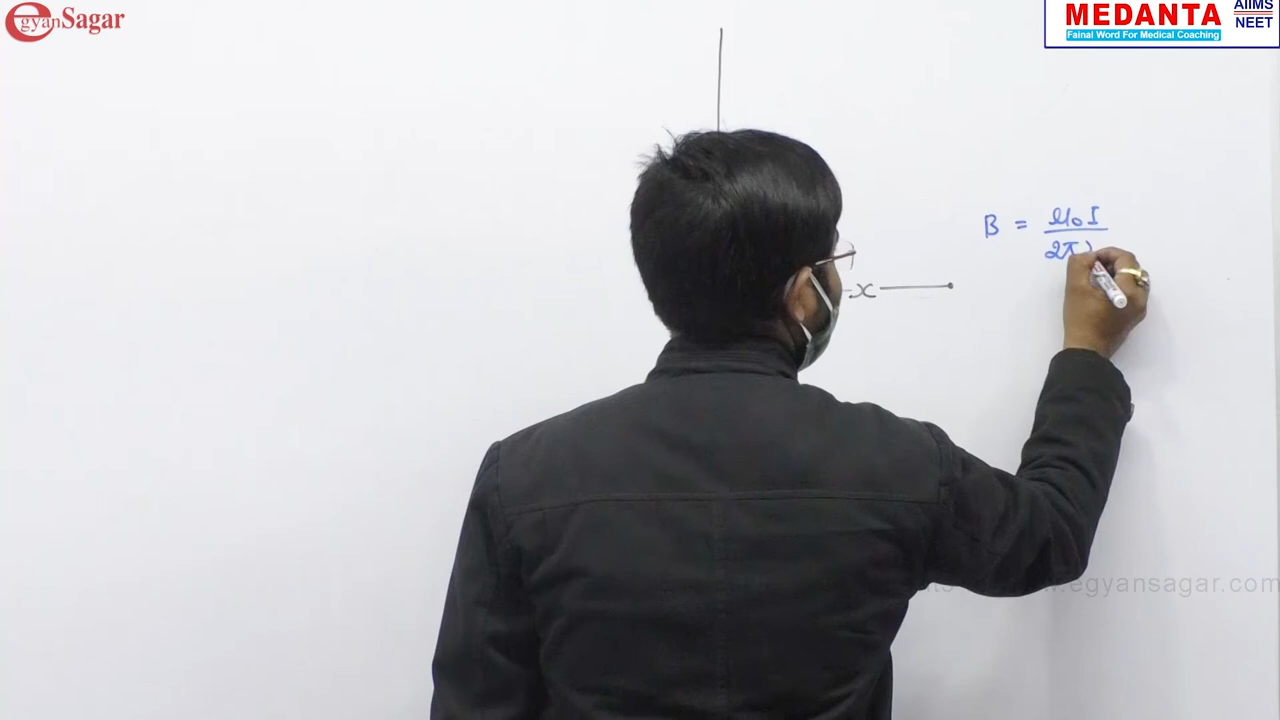 egyanSagar
MEDANTA
AIIMS
NEET
Fainal Word For Medical Coaching
B = μ₀I
2π
x
www.egyansagar.com